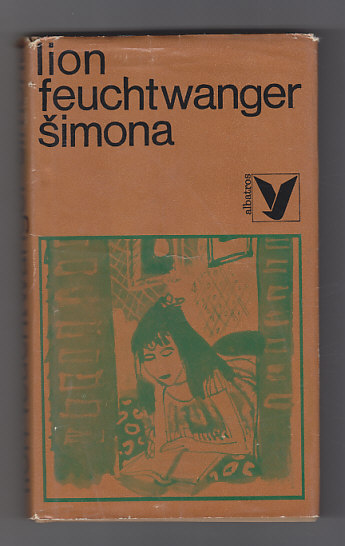 lion
feuchtwanger
šimona
albatros